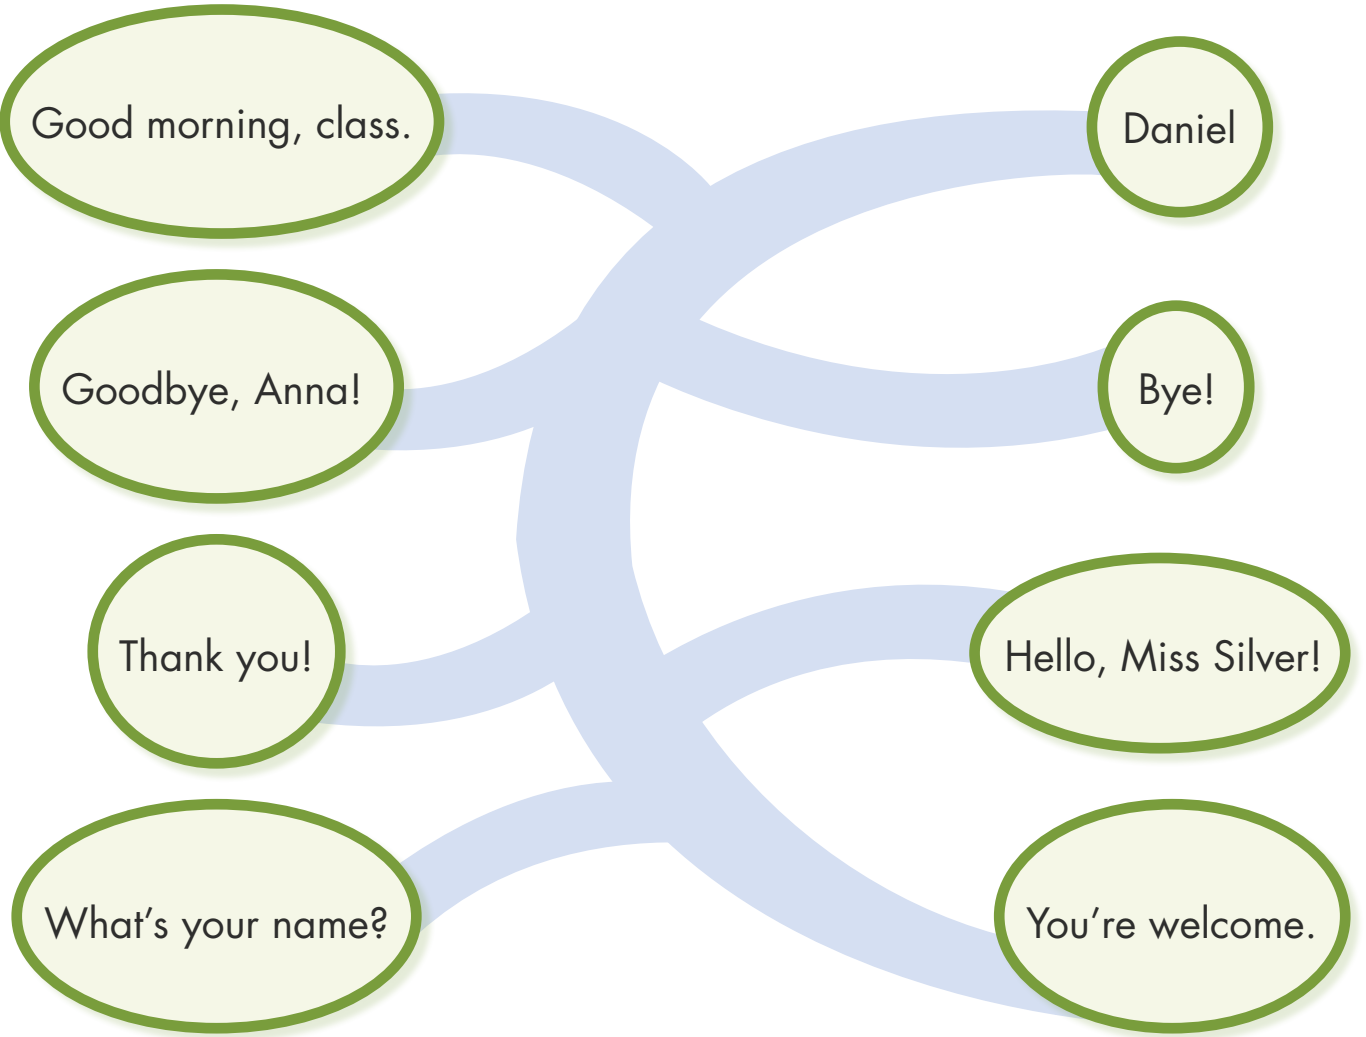 Good morning, class.
Daniel
Goodbye, Anna!
Bye!
Thank you!
Hello, Miss Silver!
What’s your name?
You’re welcome.